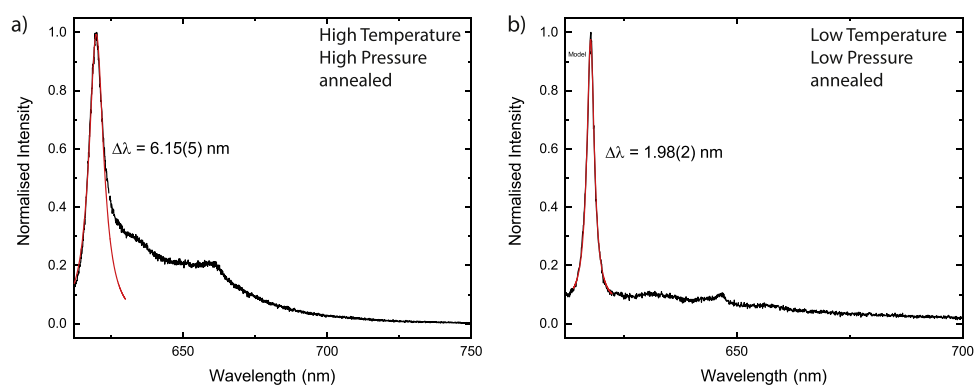 a)
High Temperature
High Pressure
annealed
Δλ = 6.15(5) nm
Normalised Intensity
1.0
0.8
0.6
0.4
0.2
0.0
650
700
750
Wavelength (nm)
b)
Low Temperature
Low Pressure
annealed
Model
Δλ = 1.98(2) nm
Normalised Intensity
1.0
0.8
0.6
0.4
0.2
0.0
650
700
Wavelength (nm)